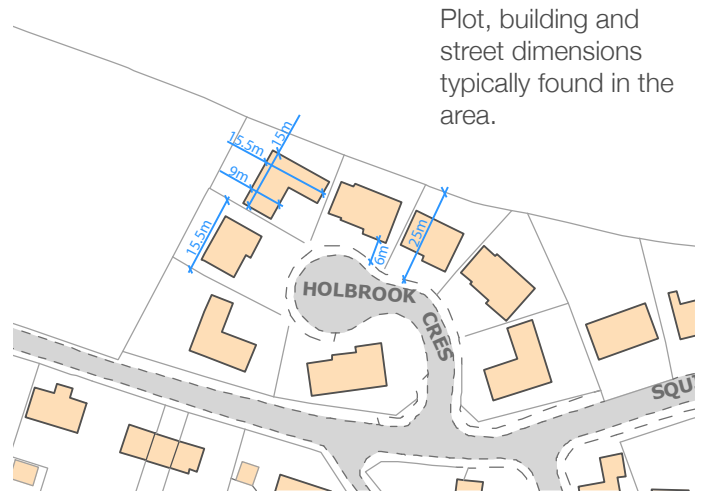 Plot, building and
street dimensions
typically found in the
area.
15m
15.5m
9m
15.5m
25m
6m
HOLBROOK
CRES
SQU